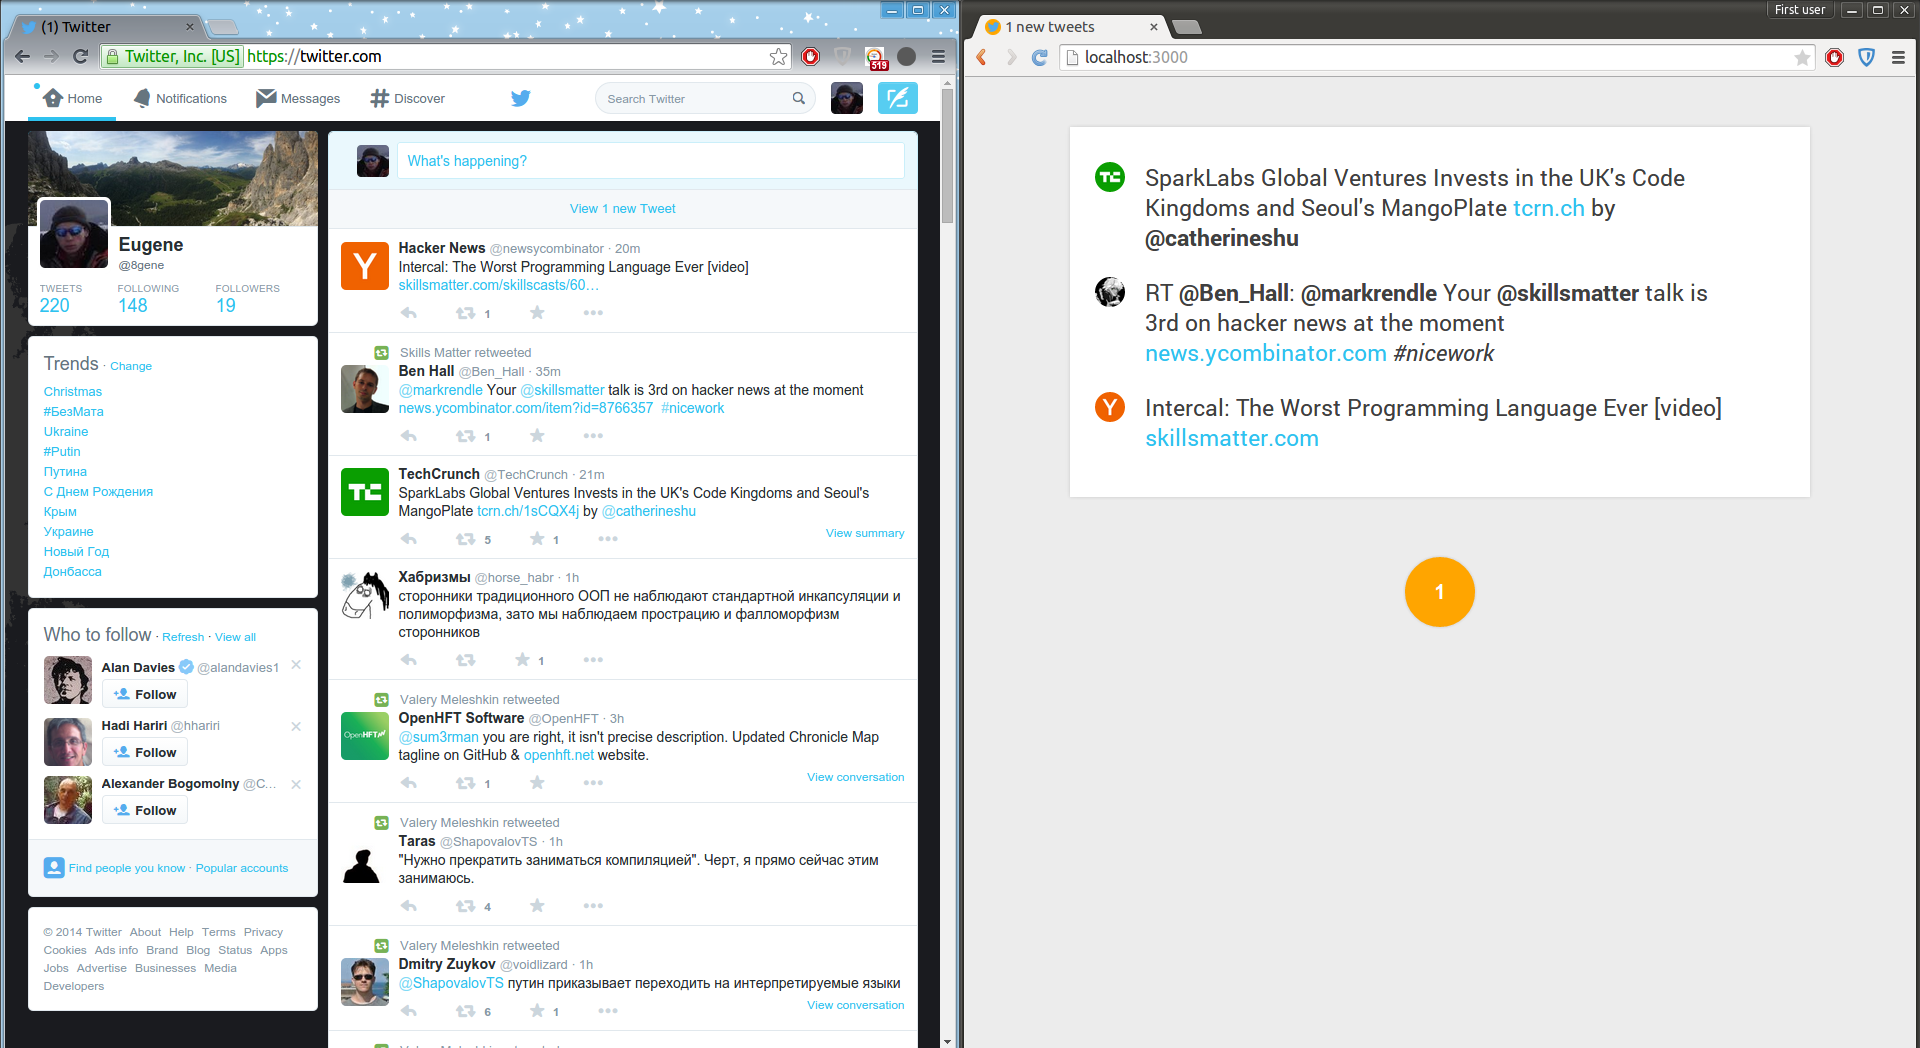 (1) Twitter
Twitter, Inc. [US] https://twitter.com
519
Home Notifications Messages Discover
Search Twitter
Eugene
@8gene
TWEETS FOLLOWING FOLLOWERS
220 148 19
Trends · Change
Christmas
#БезМата
Ukraine
#Putin
Путина
С Днем Рождения
Крым
Украине
Новый Год
Донбасса
Who to follow · Refresh · View all
Alan Davies @alandavies1
Follow
Hadi Hariri @hhariri
Follow
Alexander Bogomolny @C...
Follow
Find people you know · Popular accounts
© 2014 Twitter About Help Terms Privacy
Cookies Ads info Brand Blog Status Apps
Jobs Advertise Businesses Media
Developers
What's happening?
View 1 new Tweet
Y
Hacker News @newsycombinator · 20m
Intercal: The Worst Programming Language Ever [video]
skillsmatter.com/skillscasts/60…
1
Skills Matter retweeted
Ben Hall @Ben_Hall · 35m
@markrendle Your @skillsmatter talk is 3rd on hacker news at the moment
news.ycombinator.com/item?id=8766357 #nicework
1
TC
TechCrunch @TechCrunch · 21m
SparkLabs Global Ventures Invests in the UK's Code Kingdoms and Seoul's
MangoPlate tcrn.ch/1sCQX4j by @catherineshu
View summary
5 1
Хабризмы @horse_habr · 1h
сторонники традиционного ООП не наблюдают стандартной инкапсуляции и
полиморфизма, зато мы наблюдаем прострацию и фалломорфизм
сторонников
1
Valery Meleshkin retweeted
OpenHFT
OpenHFT Software @OpenHFT · 3h
@sum3rman you are right, it isn't precise description. Updated Chronicle Map
tagline on GitHub & openhft.net website.
View conversation
1
Valery Meleshkin retweeted
Taras @ShapovalovTS · 1h
"Нужно прекратить заниматься компиляцией". Черт, я прямо сейчас этим
занимаюсь.
4
Valery Meleshkin retweeted
Dmitry Zuykov @voidlizard · 1h
@ShapovalovTS путин приказывает переходить на интерпретируемые языки
View conversation
6 1
First user
1 new tweets
localhost:3000
TC
SparkLabs Global Ventures Invests in the UK's Code
Kingdoms and Seoul's MangoPlate tcrn.ch by
@catherineshu
RT @Ben_Hall: @markrendle Your @skillsmatter talk is
3rd on hacker news at the moment
news.ycombinator.com #nicework
Y
Intercal: The Worst Programming Language Ever [video]
skillsmatter.com
1